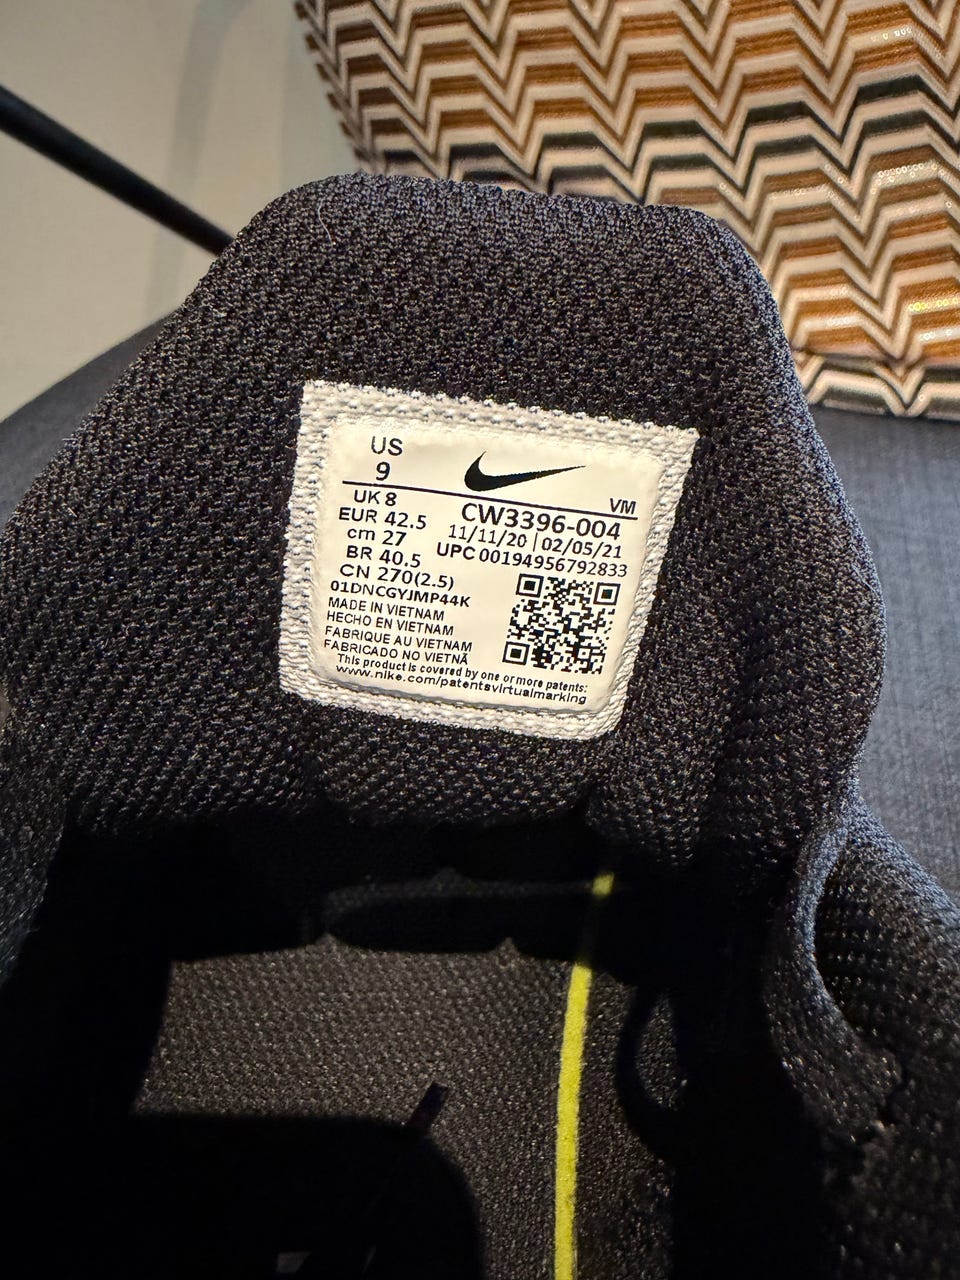 US
9
VM
UK 8
EUR 42.5
cm 27
BR 40.5
CN 270(2.5)
CW3396-004
11/11/20 | 02/05/21
UPC 00194956792833
01DNCGYJMP44K
MADE IN VIETNAM
HECHO EN VIETNAM
FABRIQUE AU VIETNAM
FABRICADO NO VIETNÃ
This product is covered by one or more patents:
www.nike.com/patentsvirtualmarking